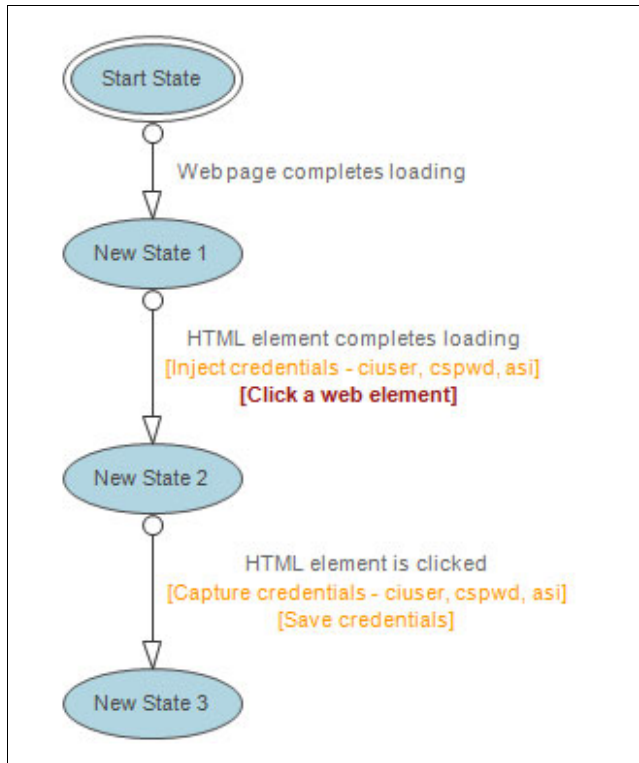 Start State
Web page completes loading
New State 1
HTML element completes loading
[Inject credentials - ciuser, cspwd, asi]
[Click a web element]
New State 2
HTML element is clicked
[Capture credentials - ciuser, cspwd, asi]
[Save credentials]
New State 3